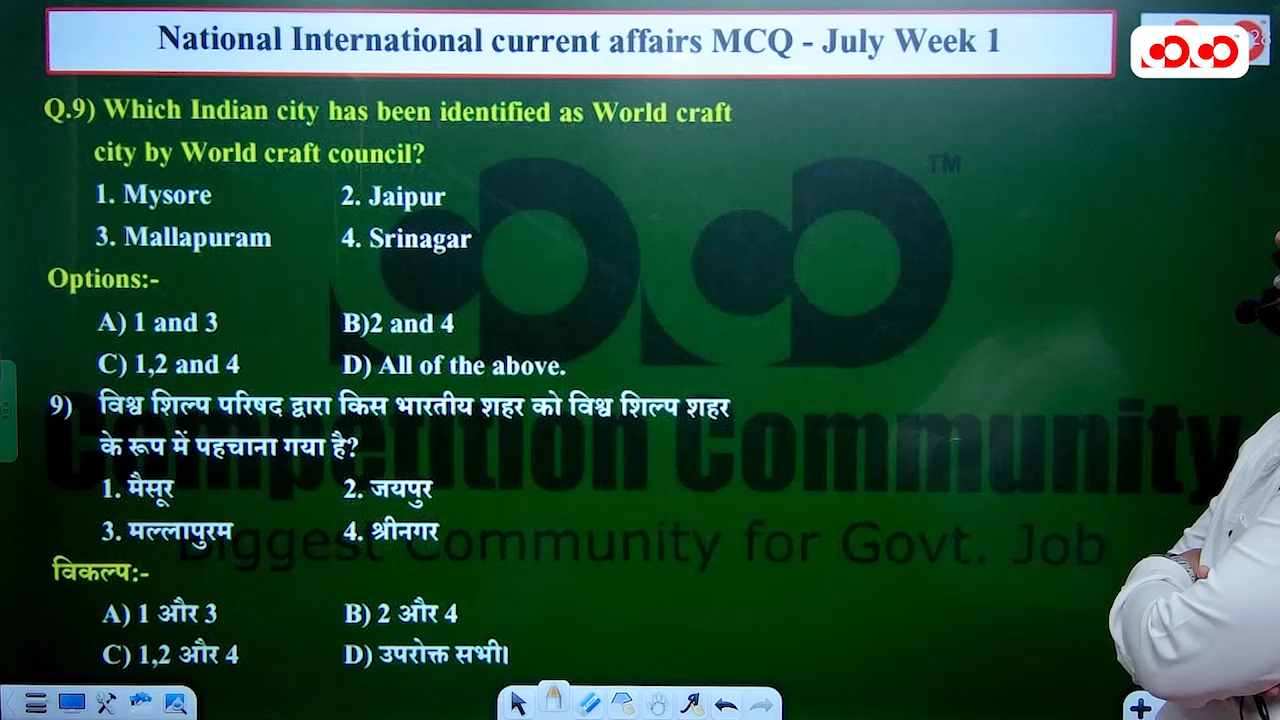 National International current affairs MCQ - July Week 1
Q.9) Which Indian city has been identified as World craft
city by World craft council?
1. Mysore 2. Jaipur
3. Mallapuram 4. Srinagar
Options:-
A) 1 and 3 B)2 and 4
C) 1,2 and 4 D) All of the above.
9) विश्व शिल्प परिषद द्वारा किस भारतीय शहर को विश्व शिल्प शहर
के रूप में पहचाना गया है?
1. मैसूर 2. जयपुर
3. मल्लापुरम 4. श्रीनगर
विकल्प:-
A) 1 और 3 B) 2 और 4
C) 1,2 और 4 D) उपरोक्त सभी।
TM
Competition Community
Biggest Community for Govt. Job